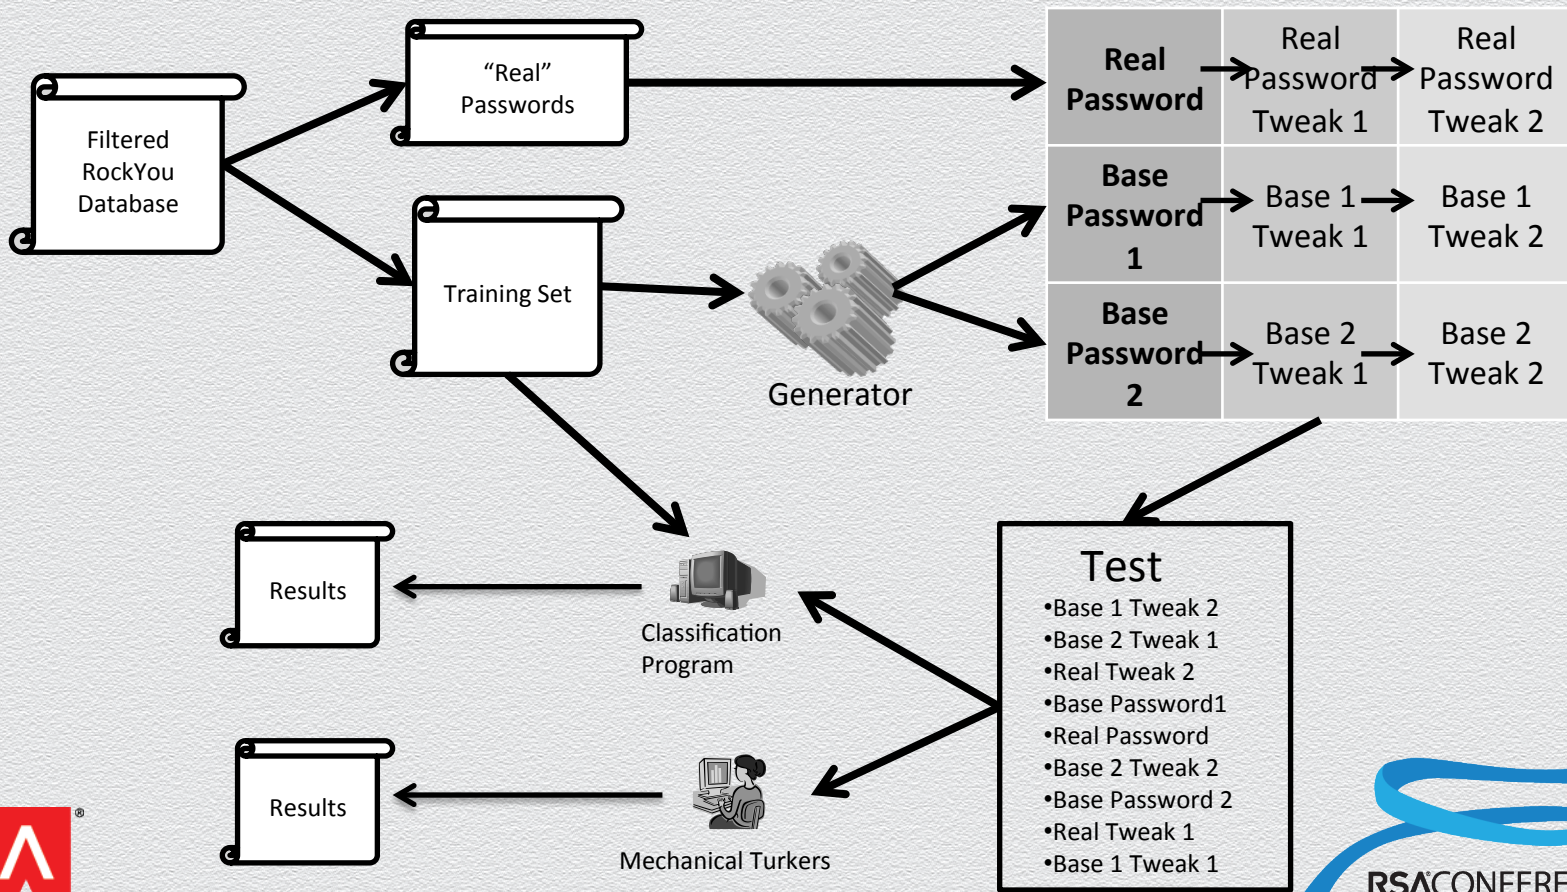 Filtered
RockYou
Database
“Real”
Passwords
Training Set
Generator
Real
Password
Real
Password
Tweak 1
Real
Password
Tweak 2
Base
Password
1
Base 1
Tweak 1
Base 1
Tweak 2
Base
Password
2
Base 2
Tweak 1
Base 2
Tweak 2
Results
Classification
Program
Results
Mechanical Turkers
Test
•Base 1 Tweak 2
•Base 2 Tweak 1
•Real Tweak 2
•Base Password1
•Real Password
•Base 2 Tweak 2
•Base Password 2
•Real Tweak 1
•Base 1 Tweak 1
®
RSACONFERE